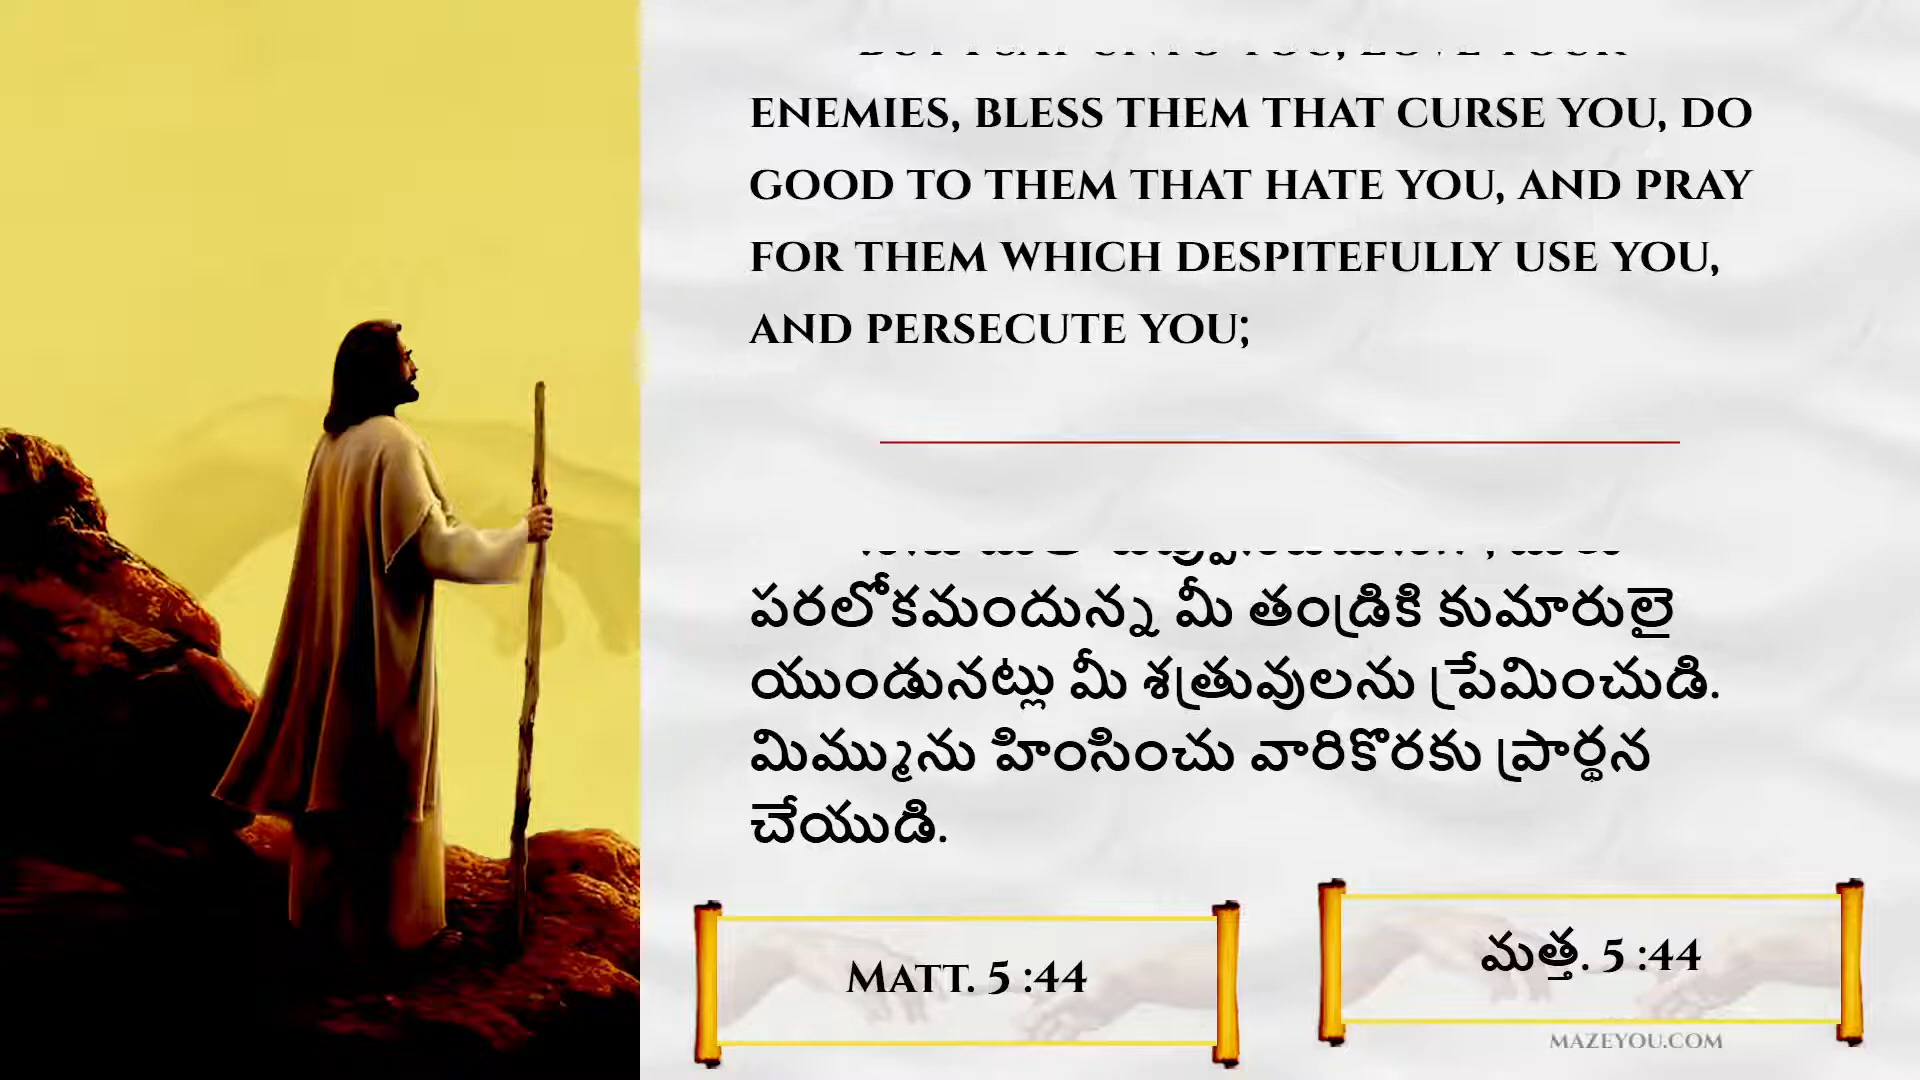 ENEMIES, BLESS THEM THAT CURSE YOU, DO
GOOD TO THEM THAT HATE YOU, AND PRAY
FOR THEM WHICH DESPITEFULLY USE YOU,
AND PERSECUTE YOU;
పరలోకమందున్న మీ తండ్రికి కుమారులై
యుండునట్లు మీ శత్రువులను ప్రేమించుడి.
మిమ్మును హింసించు వారికొరకు ప్రార్థన
చేయుడి.
MATT. 5 :44
మత్త. 5 :44
MAZEYOU.COM